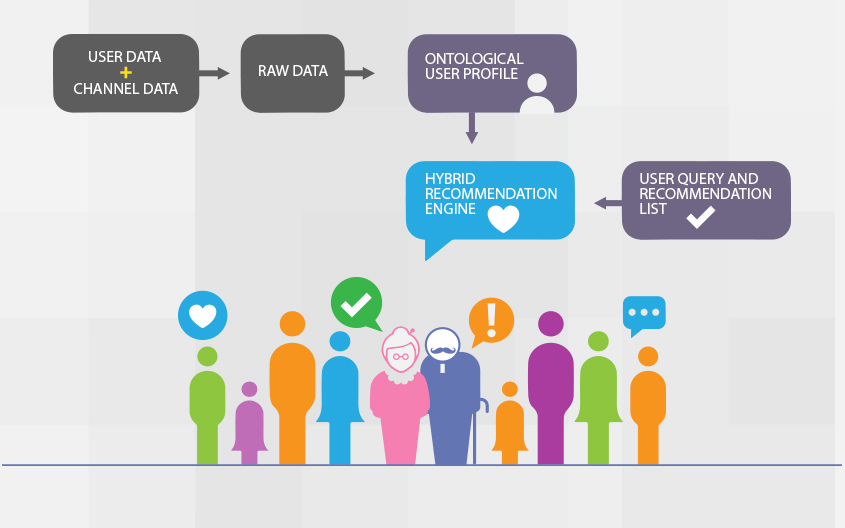 USER DATA
+
CHANNEL DATA
RAW DATA
ONTOLOGICAL
USER PROFILE
HYBRID
RECOMMENDATION
ENGINE
USER QUERY AND
RECOMMENDATION
LIST
!